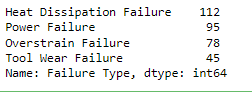 Heat Dissipation Failure    112
Power Failure                95
Overstrain Failure           78
Tool Wear Failure            45
Name: Failure Type, dtype: int64